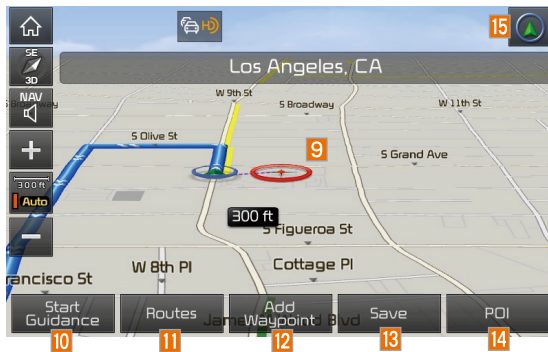 HD
15
SE
3D
Los Angeles, CA
NAV
W 9th St
S Broadway
W 11th St
S Olive St
9
S Grand Ave
300 ft
Auto
300 ft
S Figueroa St
W 8th Pl
Cottage Pl
rancisco St
Start Guidance
Routes
Add Waypoint
Save
POI
10
11
12
13
14